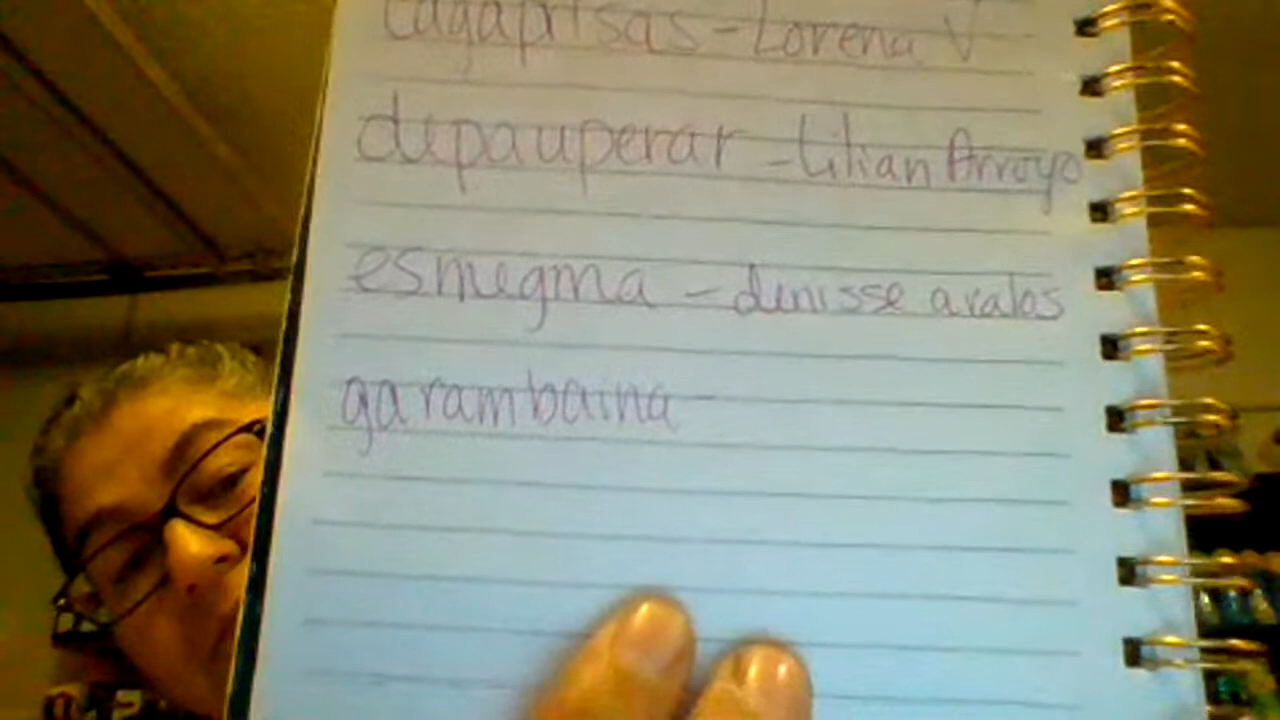 cagaprisas - Lorena V
depauperar - Lilian Arroyo
esmegma - denisse avalos
garambaina